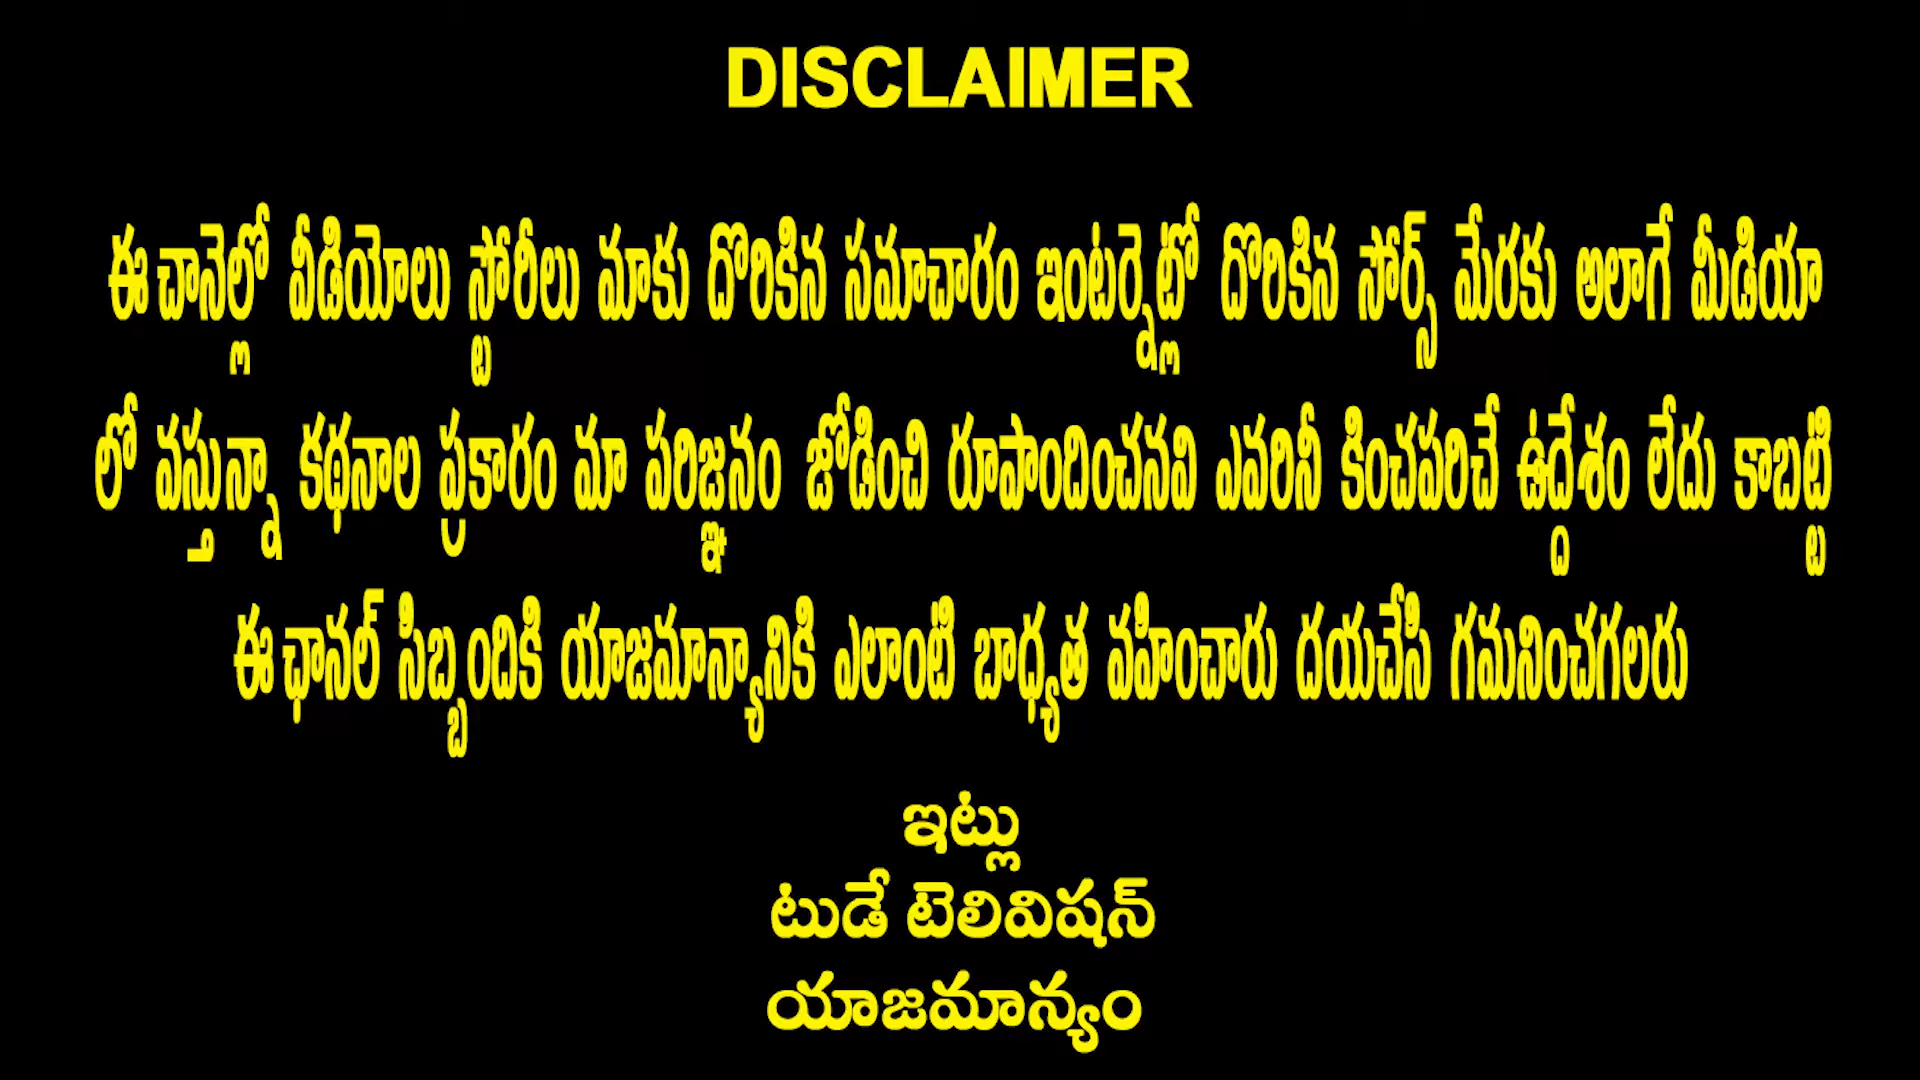 DISCLAIMER
ఈ చానెల్లో వీడియోలు స్టోరీలు మాకు దొరికిన సమాచారం ఇంటర్నెట్లో దొరికిన సోర్స్ మేరకు అలాగే మీడియా
లో వస్తున్నా కథనాల ప్రకారం మా పరిజ్ఞనం జోడించి రూపొందించనవి ఎవరినీ కించపరిచే ఉద్దేశం లేదు కాబట్టి
ఈ ఛానల్ సిబ్బందికి యాజమాన్యానికి ఎలాంటి బాధ్యత వహించారు దయచేసి గమనించగలరు
ఇట్లు
టుడే టెలివిషన్
యాజమాన్యం